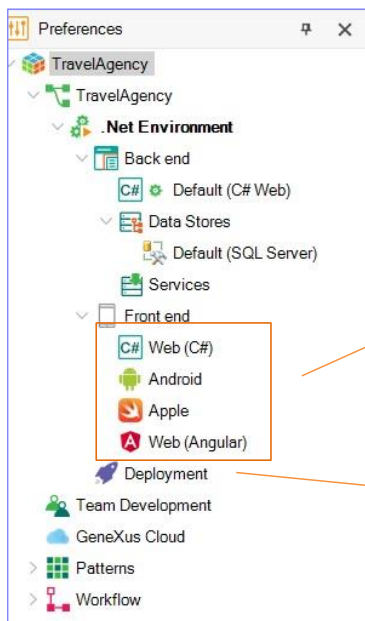 Preferences
TravelAgency
TravelAgency
.Net Environment
Back end
C# Default (C# Web)
Data Stores
Default (SQL Server)
Services
Front end
C# Web (C#)
Android
Apple
Web (Angular)
Deployment
Team Development
GeneXus Cloud
Patterns
Workflow